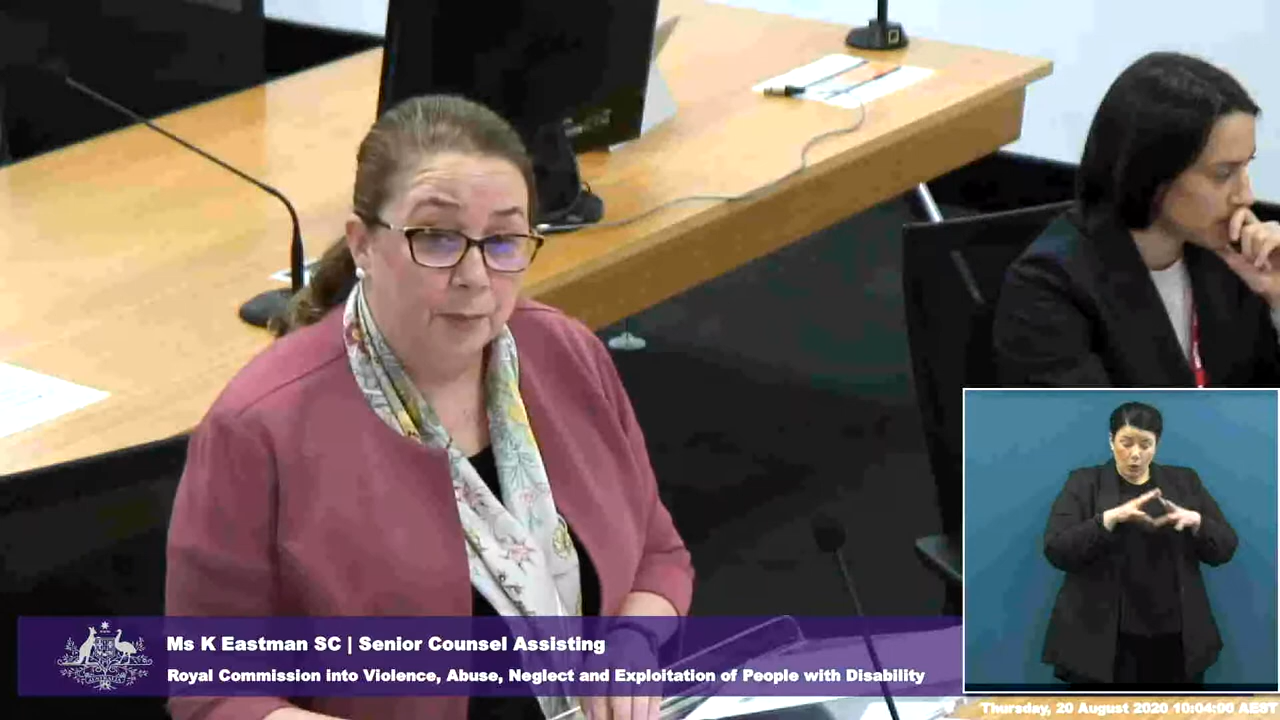 Ms K Eastman SC | Senior Counsel Assisting
Royal Commission into Violence, Abuse, Neglect and Exploitation of People with Disability
Thursday, 20 August 2020 10:04:00 AEST